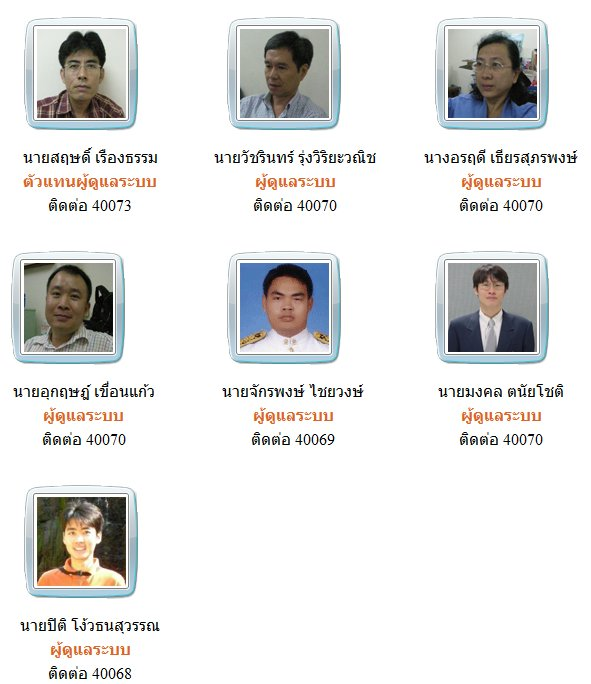 นายสฤษดิ์ เรืองธรรม
ตัวแทนผู้ดูแลระบบ
ติดต่อ 40073
นายวัชรินทร์ รุ่งวิริยะวณิช
ผู้ดูแลระบบ
ติดต่อ 40070
นางอรฤดี เธียรสุภรพงษ์
ผู้ดูแลระบบ
ติดต่อ 40070
นายอุกฤษฎ์ เขื่อนแก้ว
ผู้ดูแลระบบ
ติดต่อ 40070
นายจักรพงษ์ ไชยวงษ์
ผู้ดูแลระบบ
ติดต่อ 40069
นายมงคล ตนัยโชติ
ผู้ดูแลระบบ
ติดต่อ 40070
นายปิติ โง้วธนสุวรรณ
ผู้ดูแลระบบ
ติดต่อ 40068